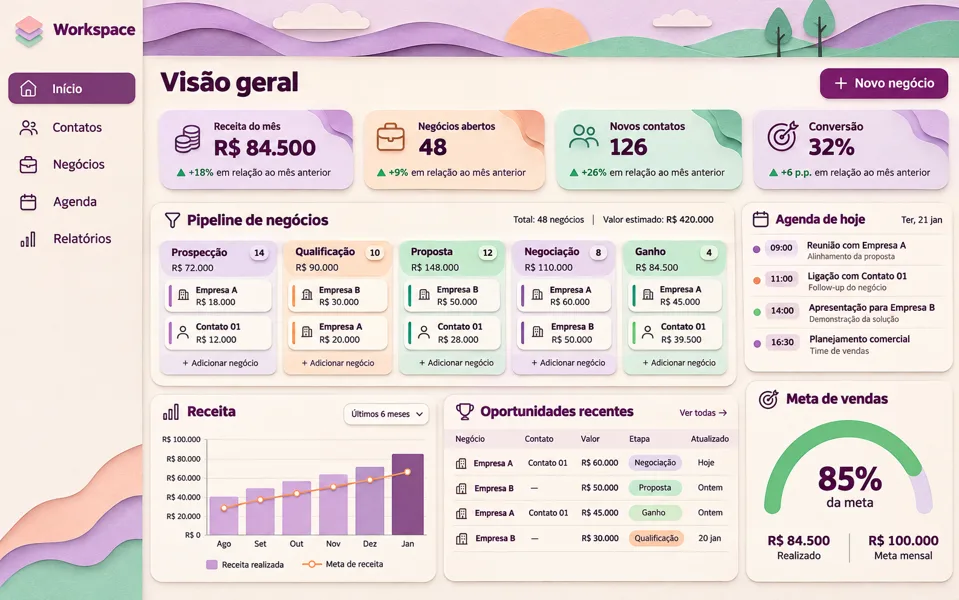 Workspace
Início
Contatos
Negócios
Agenda
Relatórios
Visão geral
+ Novo negócio
Receita do mês
R$ 84.500
▲ +18% em relação ao mês anterior
Negócios abertos
48
▲ +9% em relação ao mês anterior
Novos contatos
126
▲ +26% em relação ao mês anterior
Conversão
32%
▲ +6 p.p. em relação ao mês anterior
Pipeline de negócios
Total: 48 negócios | Valor estimado: R$ 420.000
Prospecção 14
R$ 72.000
Empresa A
R$ 18.000
Contato 01
R$ 12.000
+ Adicionar negócio
Qualificação 10
R$ 90.000
Empresa B
R$ 30.000
Empresa A
R$ 20.000
+ Adicionar negócio
Proposta 12
R$ 148.000
Empresa B
R$ 50.000
Contato 01
R$ 28.000
+ Adicionar negócio
Negociação 8
R$ 110.000
Empresa A
R$ 60.000
Empresa B
R$ 50.000
+ Adicionar negócio
Ganho 4
R$ 84.500
Empresa A
R$ 45.000
Contato 01
R$ 39.500
+ Adicionar negócio
Agenda de hoje
Ter, 21 jan
09:00 Reunião com Empresa A
Alinhamento da proposta
11:00 Ligação com Contato 01
Follow-up do negócio
14:00 Apresentação para Empresa B
Demonstração da solução
16:30 Planejamento comercial
Time de vendas
Receita
Últimos 6 meses
R$ 100.000
R$ 80.000
R$ 60.000
R$ 40.000
R$ 20.000
R$ 0
Ago Set Out Nov Dez Jan
Receita realizada Meta de receita
Oportunidades recentes
Ver todas →
Negócio Contato Valor Etapa Atualizado
Empresa A Contato 01 R$ 60.000 Negociação Hoje
Empresa B — R$ 50.000 Proposta Ontem
Empresa A Contato 01 R$ 45.000 Ganho Ontem
Empresa B — R$ 30.000 Qualificação 20 jan
Meta de vendas
85%
da meta
R$ 84.500
Realizado
R$ 100.000
Meta mensal